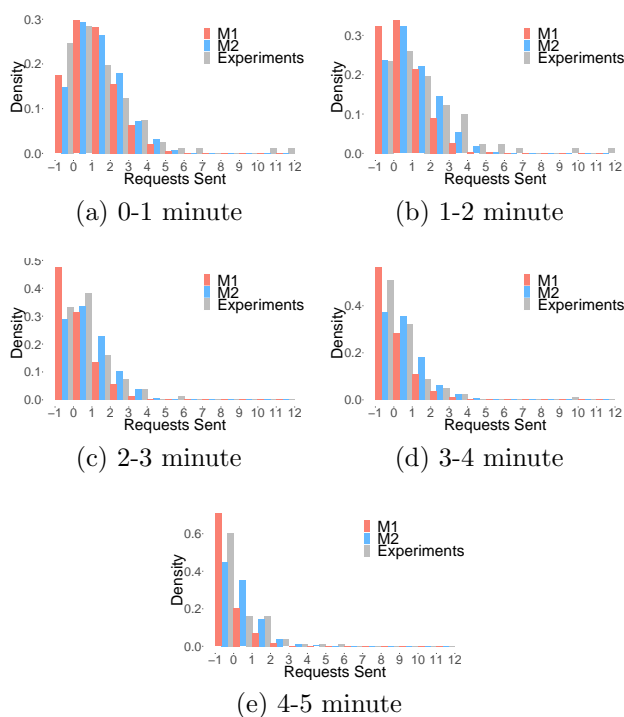 0.3
0.2
0.1
0.0
Density
M1
M2
Experiments
−1 0 1 2 3 4 5 6 7 8 9 10 11 12
Requests Sent
(a) 0-1 minute
0.3
0.2
0.1
0.0
Density
M1
M2
Experiments
−1 0 1 2 3 4 5 6 7 8 9 10 11 12
Requests Sent
(b) 1-2 minute
0.5
0.4
0.3
0.2
0.1
0.0
Density
M1
M2
Experiments
−1 0 1 2 3 4 5 6 7 8 9 10 11 12
Requests Sent
(c) 2-3 minute
0.4
0.2
0.0
Density
M1
M2
Experiments
−1 0 1 2 3 4 5 6 7 8 9 10 11 12
Requests Sent
(d) 3-4 minute
0.6
0.4
0.2
0.0
Density
M1
M2
Experiments
−1 0 1 2 3 4 5 6 7 8 9 10 11 12
Requests Sent
(e) 4-5 minute